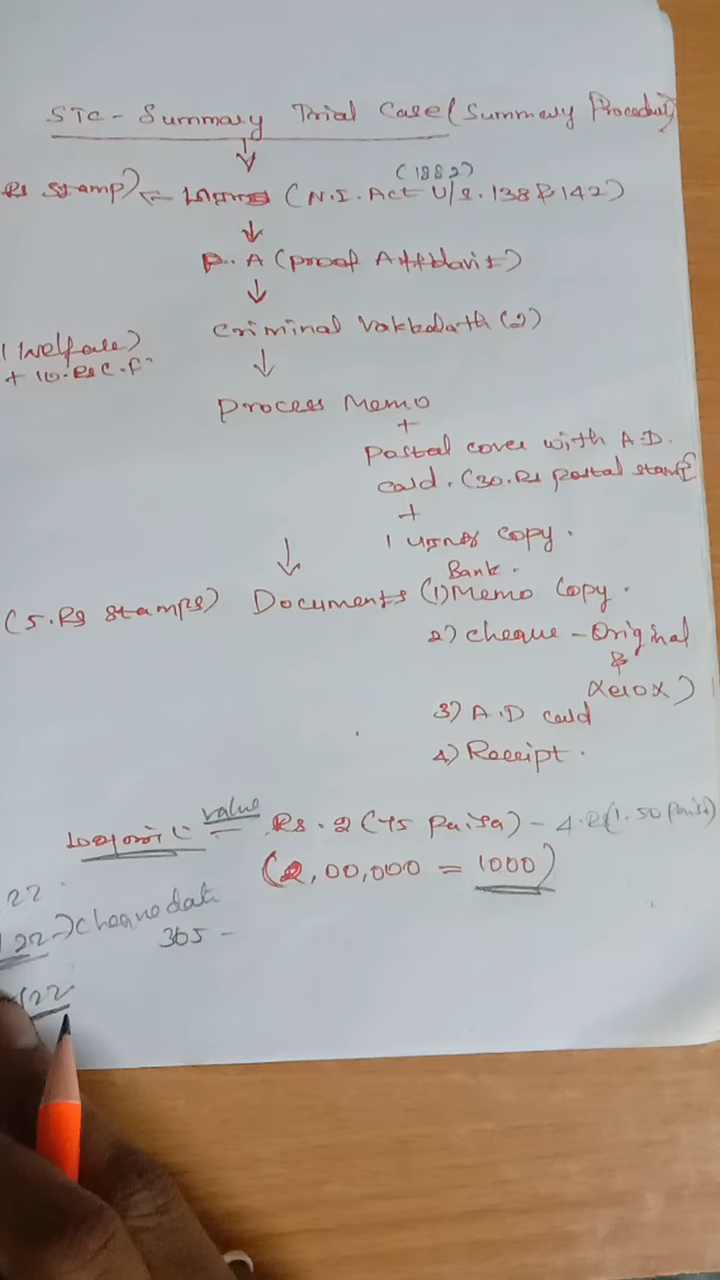 STC - Summary Trial Case (Summary Procedure)
(1882)
Rs stamp) ← (N.I. Act U/S. 138 & 142)
P. A (proof Affidavit)
Criminal Vakkalath (2)
(Welfare)
+ 10.Rs C.F
Process Memo
+
Postal cover with A.D.
card. (30.Rs postal stamp)
+
1 copy.
(5.Rs stamps) Documents (1) Bank Memo Copy.
2) cheque - Original
&
Xerox)
3) A.D card
4) Receipt.
value Rs. 2 (75 Paisa) - (1.50 Paisa)
(2,00,000 = 1000)
22
22 → Cheque date
365 -
22